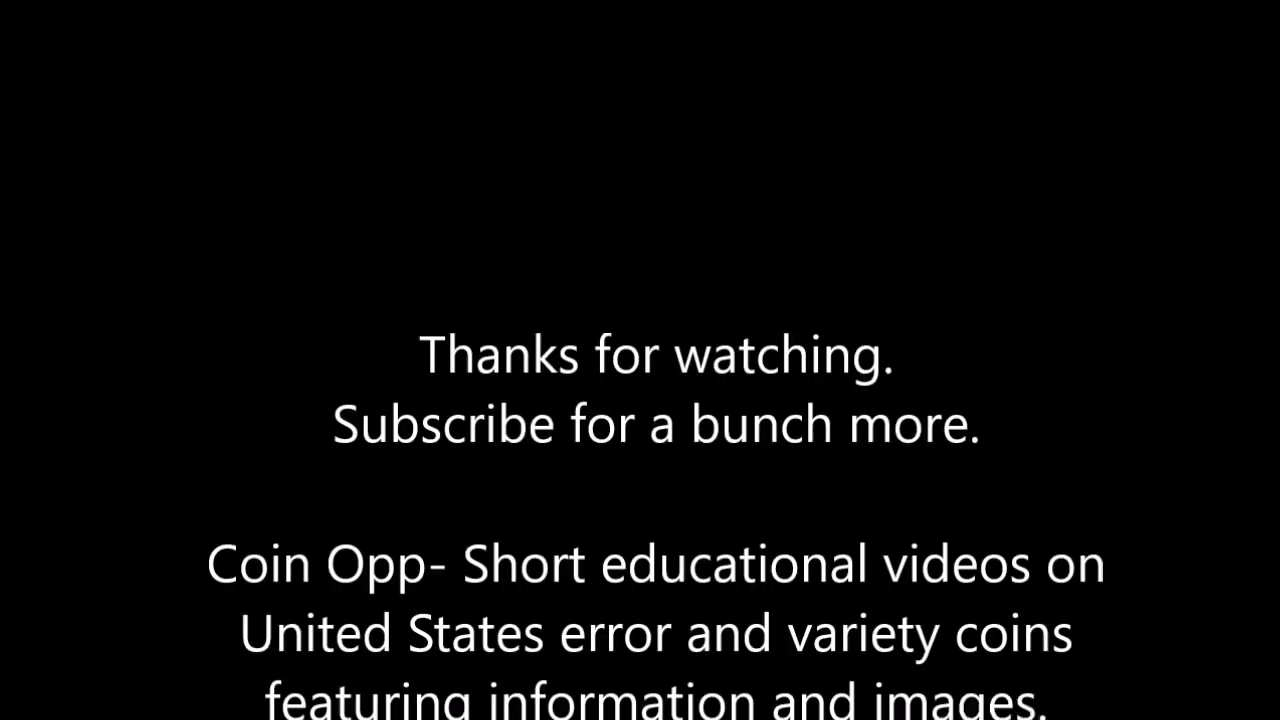 Thanks for watching.
Subscribe for a bunch more.
Coin Opp- Short educational videos on
United States error and variety coins
featuring information and images.